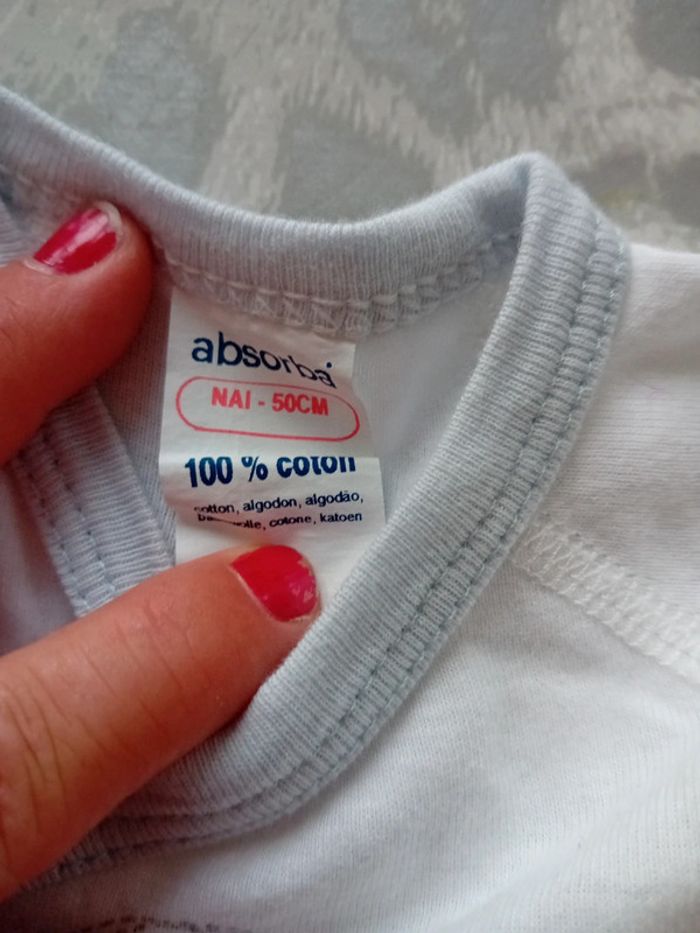 absorba
NAI - 50CM
100 % coton
cotton, algodon, algodão,
cotone, katoen